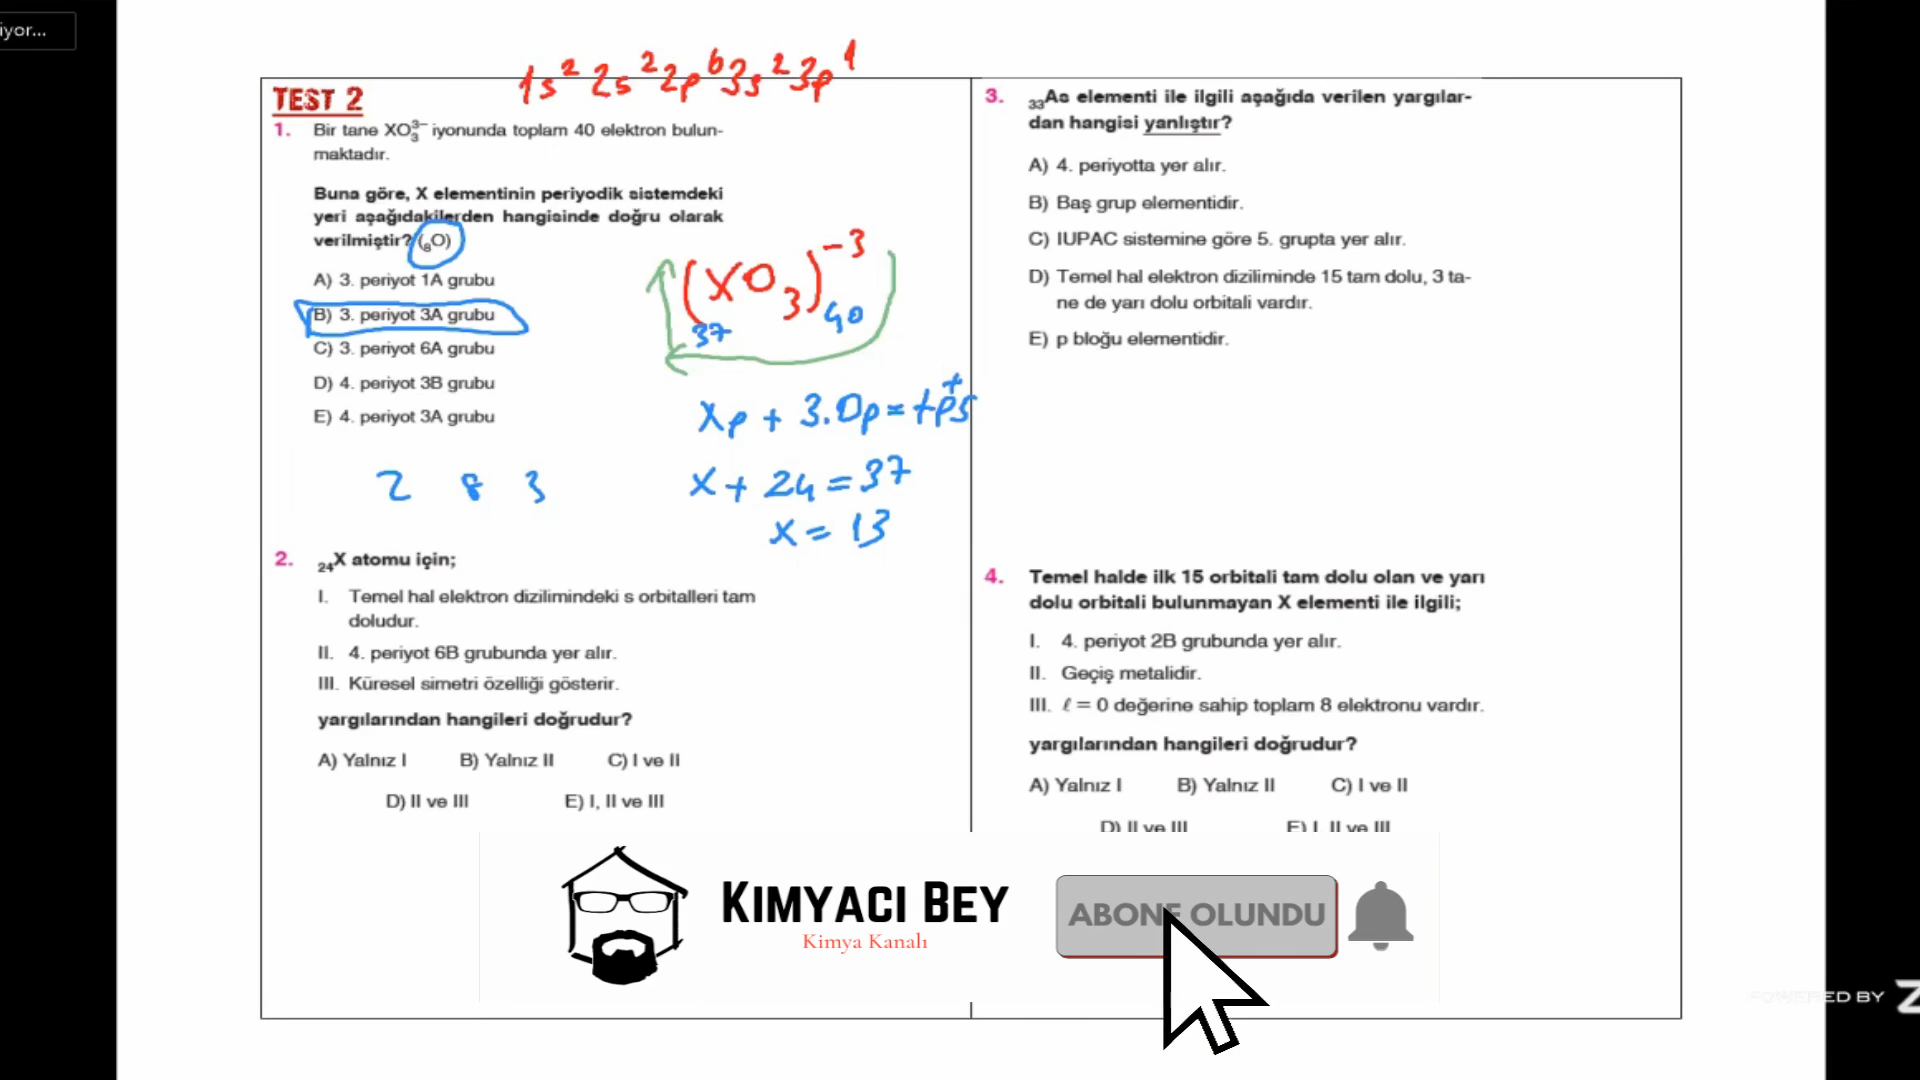 iyor...
1s² 2s² 2p⁶ 3s² 3p¹
TEST 2
1. Bir tane XO₃³⁻ iyonunda toplam 40 elektron bulun-
maktadır.
Buna göre, X elementinin periyodik sistemdeki
yeri aşağıdakilerden hangisinde doğru olarak
verilmiştir? (₈O)
A) 3. periyot 1A grubu
B) 3. periyot 3A grubu
C) 3. periyot 6A grubu
D) 4. periyot 3B grubu
E) 4. periyot 3A grubu
(XO₃)⁻³
37 40
Xp + 3.Op = tps⁺
x + 24 = 37
x = 13
2 8 3
2. ₂₄X atomu için;
I. Temel hal elektron dizilimindeki s orbitalleri tam
doludur.
II. 4. periyot 6B grubunda yer alır.
III. Küresel simetri özelliği gösterir.
yargılarından hangileri doğrudur?
A) Yalnız I B) Yalnız II C) I ve II
D) II ve III E) I, II ve III
3. ₃₃As elementi ile ilgili aşağıda verilen yargılar-
dan hangisi yanlıştır?
A) 4. periyotta yer alır.
B) Baş grup elementidir.
C) IUPAC sistemine göre 5. grupta yer alır.
D) Temel hal elektron diziliminde 15 tam dolu, 3 ta-
ne de yarı dolu orbitali vardır.
E) p bloğu elementidir.
4. Temel halde ilk 15 orbitali tam dolu olan ve yarı
dolu orbitali bulunmayan X elementi ile ilgili;
I. 4. periyot 2B grubunda yer alır.
II. Geçiş metalidir.
III. ℓ = 0 değerine sahip toplam 8 elektronu vardır.
yargılarından hangileri doğrudur?
A) Yalnız I B) Yalnız II C) I ve II
D) II ve III E) I, II ve III
KIMYACI BEY
Kimya Kanalı
ABONE OLUNDU
POWERED BY Z